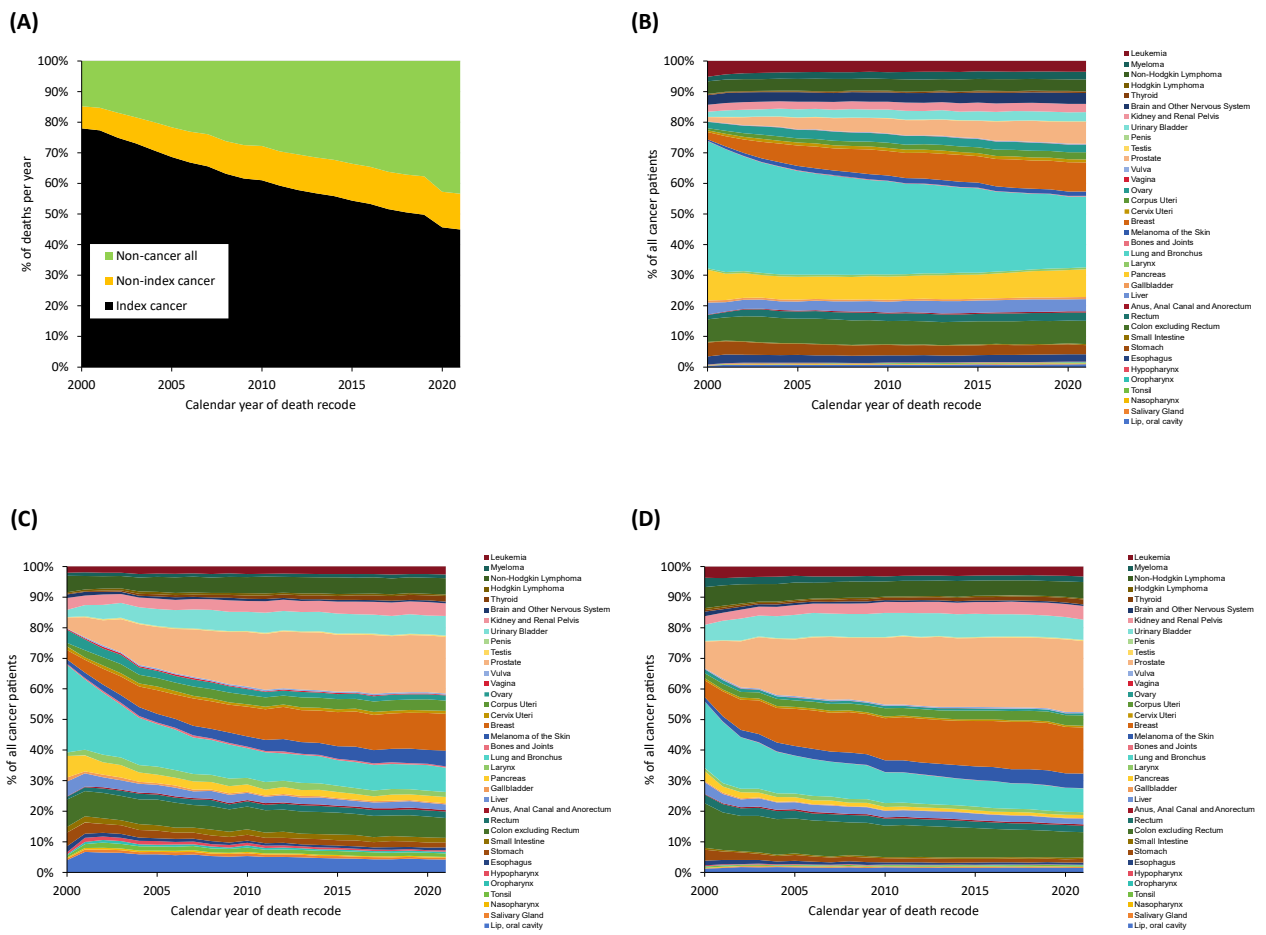 (A)
100%
90%
80%
70%
60%
50%
40%
30%
20%
10%
0%
% of deaths per year
Non-cancer all
Non-index cancer
Index cancer
2000 2005 2010 2015 2020
Calendar year of death recode
(B)
100%
90%
80%
70%
60%
50%
40%
30%
20%
10%
0%
% of all cancer patients
2000 2005 2010 2015 2020
Calendar year of death recode
Leukemia
Myeloma
Non-Hodgkin Lymphoma
Hodgkin Lymphoma
Thyroid
Brain and Other Nervous System
Kidney and Renal Pelvis
Urinary Bladder
Penis
Testis
Prostate
Vulva
Vagina
Ovary
Corpus Uteri
Cervix Uteri
Breast
Melanoma of the Skin
Bones and Joints
Lung and Bronchus
Larynx
Pancreas
Gallbladder
Liver
Anus, Anal Canal and Anorectum
Rectum
Colon excluding Rectum
Small Intestine
Stomach
Esophagus
Hypopharynx
Oropharynx
Tonsil
Nasopharynx
Salivary Gland
Lip, oral cavity
(C)
100%
90%
80%
70%
60%
50%
40%
30%
20%
10%
0%
% of all cancer patients
2000 2005 2010 2015 2020
Calendar year of death recode
Leukemia
Myeloma
Non-Hodgkin Lymphoma
Hodgkin Lymphoma
Thyroid
Brain and Other Nervous System
Kidney and Renal Pelvis
Urinary Bladder
Penis
Testis
Prostate
Vulva
Vagina
Ovary
Corpus Uteri
Cervix Uteri
Breast
Melanoma of the Skin
Bones and Joints
Lung and Bronchus
Larynx
Pancreas
Gallbladder
Liver
Anus, Anal Canal and Anorectum
Rectum
Colon excluding Rectum
Small Intestine
Stomach
Esophagus
Hypopharynx
Oropharynx
Tonsil
Nasopharynx
Salivary Gland
Lip, oral cavity
(D)
100%
90%
80%
70%
60%
50%
40%
30%
20%
10%
0%
% of all cancer patients
2000 2005 2010 2015 2020
Calendar year of death recode
Leukemia
Myeloma
Non-Hodgkin Lymphoma
Hodgkin Lymphoma
Thyroid
Brain and Other Nervous System
Kidney and Renal Pelvis
Urinary Bladder
Penis
Testis
Prostate
Vulva
Vagina
Ovary
Corpus Uteri
Cervix Uteri
Breast
Melanoma of the Skin
Bones and Joints
Lung and Bronchus
Larynx
Pancreas
Gallbladder
Liver
Anus, Anal Canal and Anorectum
Rectum
Colon excluding Rectum
Small Intestine
Stomach
Esophagus
Hypopharynx
Oropharynx
Tonsil
Nasopharynx
Salivary Gland
Lip, oral cavity